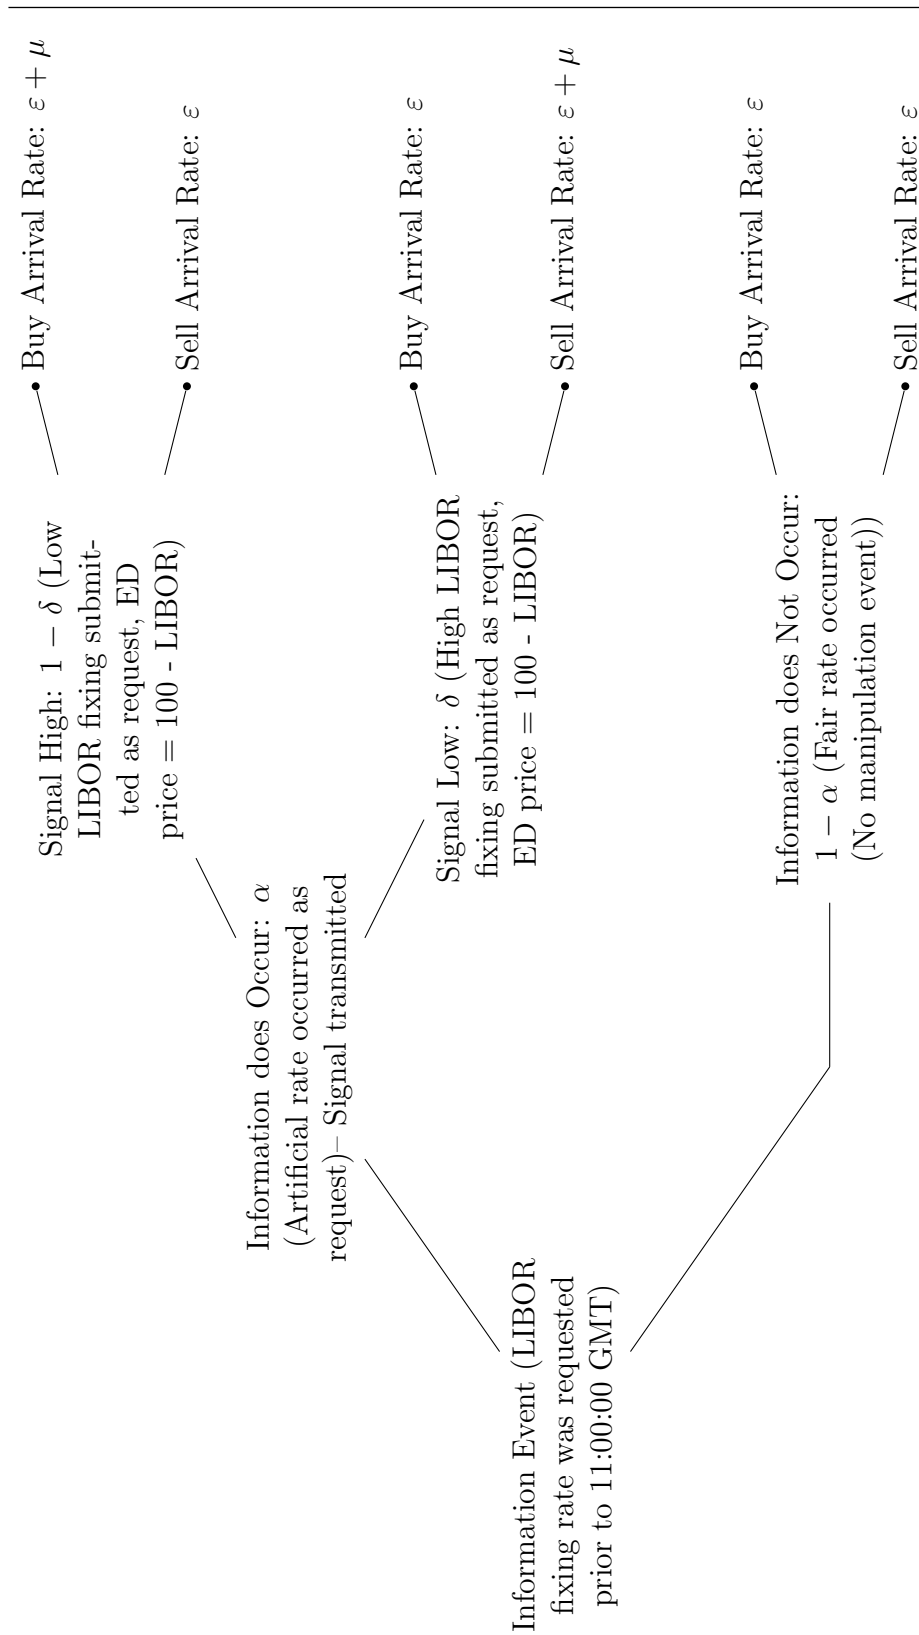 Information Event (LIBOR
fixing rate was requested
prior to 11:00:00 GMT)
Information does Occur: α
(Artificial rate occurred as
request)– Signal transmitted
Signal High: 1 − δ (Low
LIBOR fixing submit-
ted as request, ED
price = 100 - LIBOR)
Buy Arrival Rate: ε + μ
Sell Arrival Rate: ε
Signal Low: δ (High LIBOR
fixing submitted as request,
ED price = 100 - LIBOR)
Buy Arrival Rate: ε
Sell Arrival Rate: ε + μ
Information does Not Occur:
1 − α (Fair rate occurred
(No manipulation event))
Buy Arrival Rate: ε
Sell Arrival Rate: ε